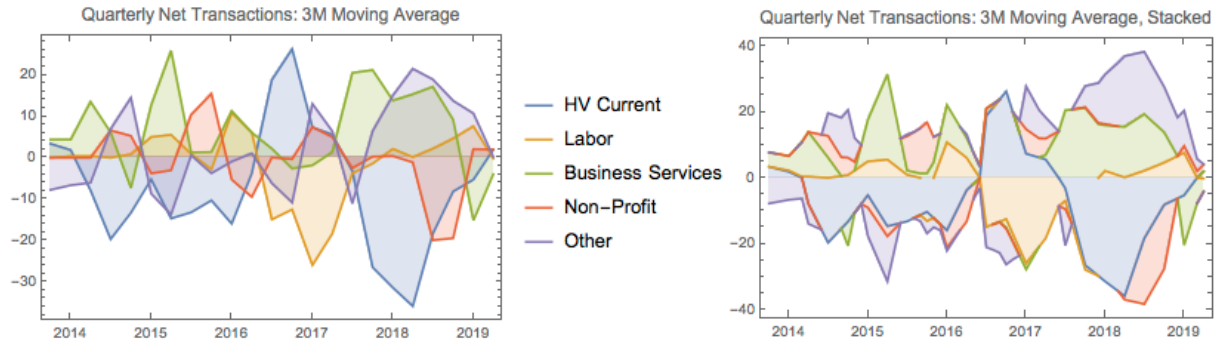 Quarterly Net Transactions: 3M Moving Average
20
10
0
-10
-20
-30
2014 2015 2016 2017 2018 2019
HV Current
Labor
Business Services
Non-Profit
Other
Quarterly Net Transactions: 3M Moving Average, Stacked
40
20
0
-20
-40
2014 2015 2016 2017 2018 2019